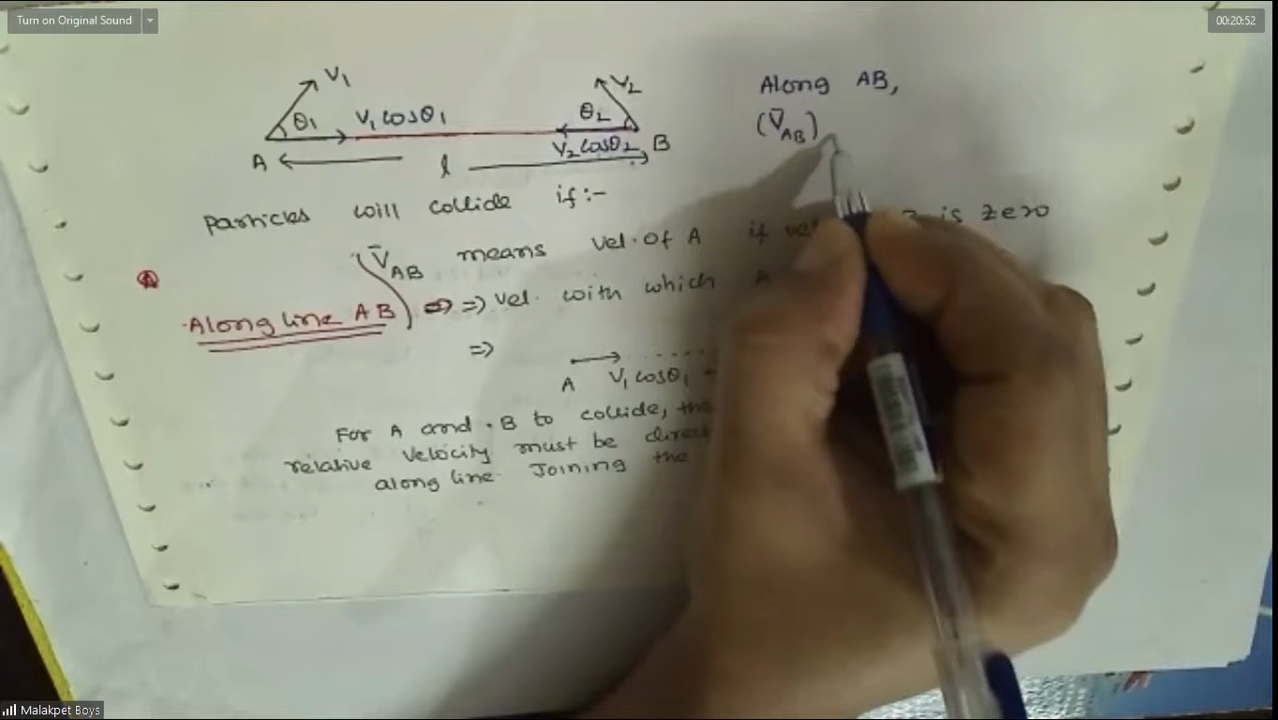 Turn on Original Sound
00:20:52
V1
V2
θ1
V1 cosθ1
θ2
V2 cosθ2
A
l
B
Along AB,
(V̄AB)
Particles will collide if:-
V̄AB means vel. of A if vel is zero
Along line AB ⇒ vel. with which A
⇒
A V1 cosθ1 +
For A and B to collide, the
relative velocity must be
along line Joining the
Malakpet Boys